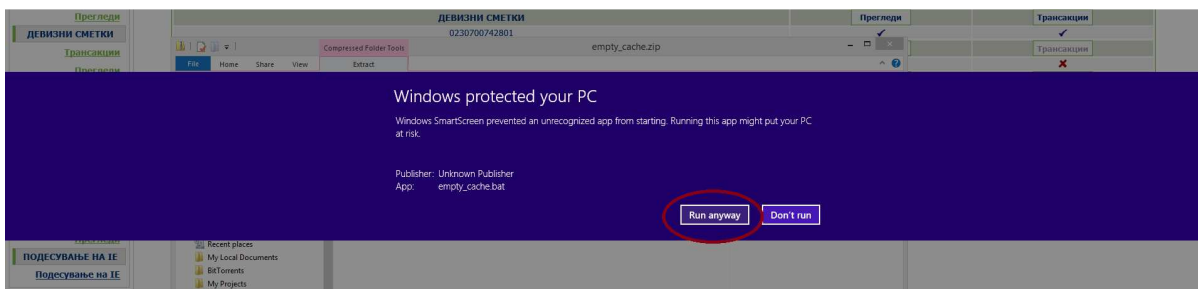 Прегледи
ДЕВИЗНИ СМЕТКИ
Трансакции
Прегледи
ДЕВИЗНИ СМЕТКИ
Прегледи
Трансакции
0230700742801
Трансакции
Compressed Folder Tools
empty_cache.zip
File
Home
Share
View
Extract
Windows protected your PC
Windows SmartScreen prevented an unrecognized app from starting. Running this app might put your PC
at risk.
Publisher: Unknown Publisher
App: empty_cache.bat
Run anyway
Don't run
Прегледи
ПОДЕСУВАЊЕ НА IE
Подесување на IE
Recent places
My Local Documents
BitTorrents
My Projects